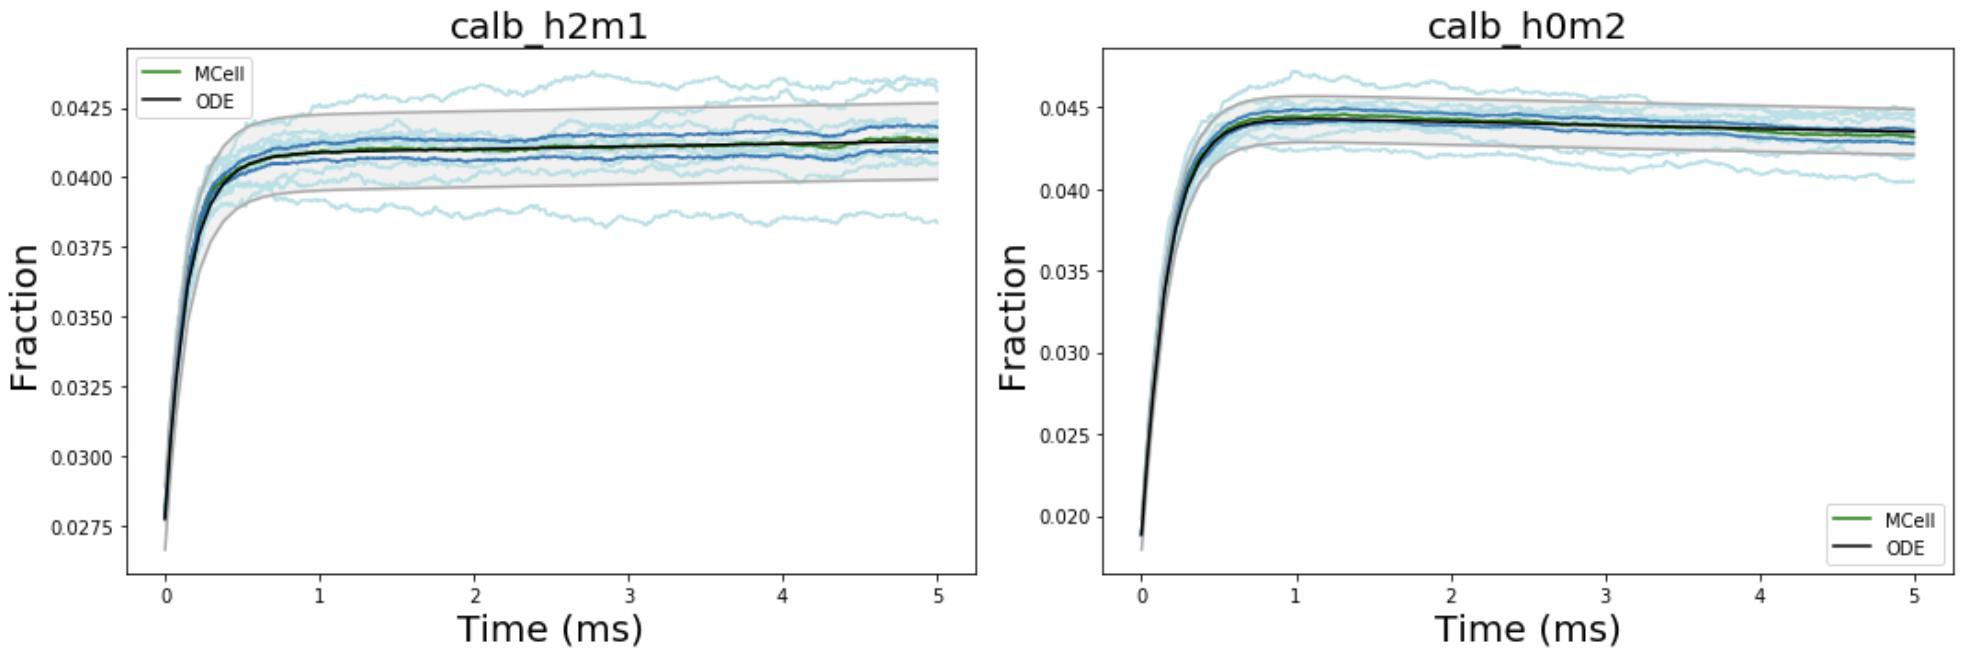 calb_h2m1
MCell
ODE
0.0425
0.0400
0.0375
0.0350
0.0325
0.0300
0.0275
Fraction
0 1 2 3 4 5
Time (ms)
calb_h0m2
0.045
0.040
0.035
0.030
0.025
0.020
Fraction
MCell
ODE
0 1 2 3 4 5
Time (ms)